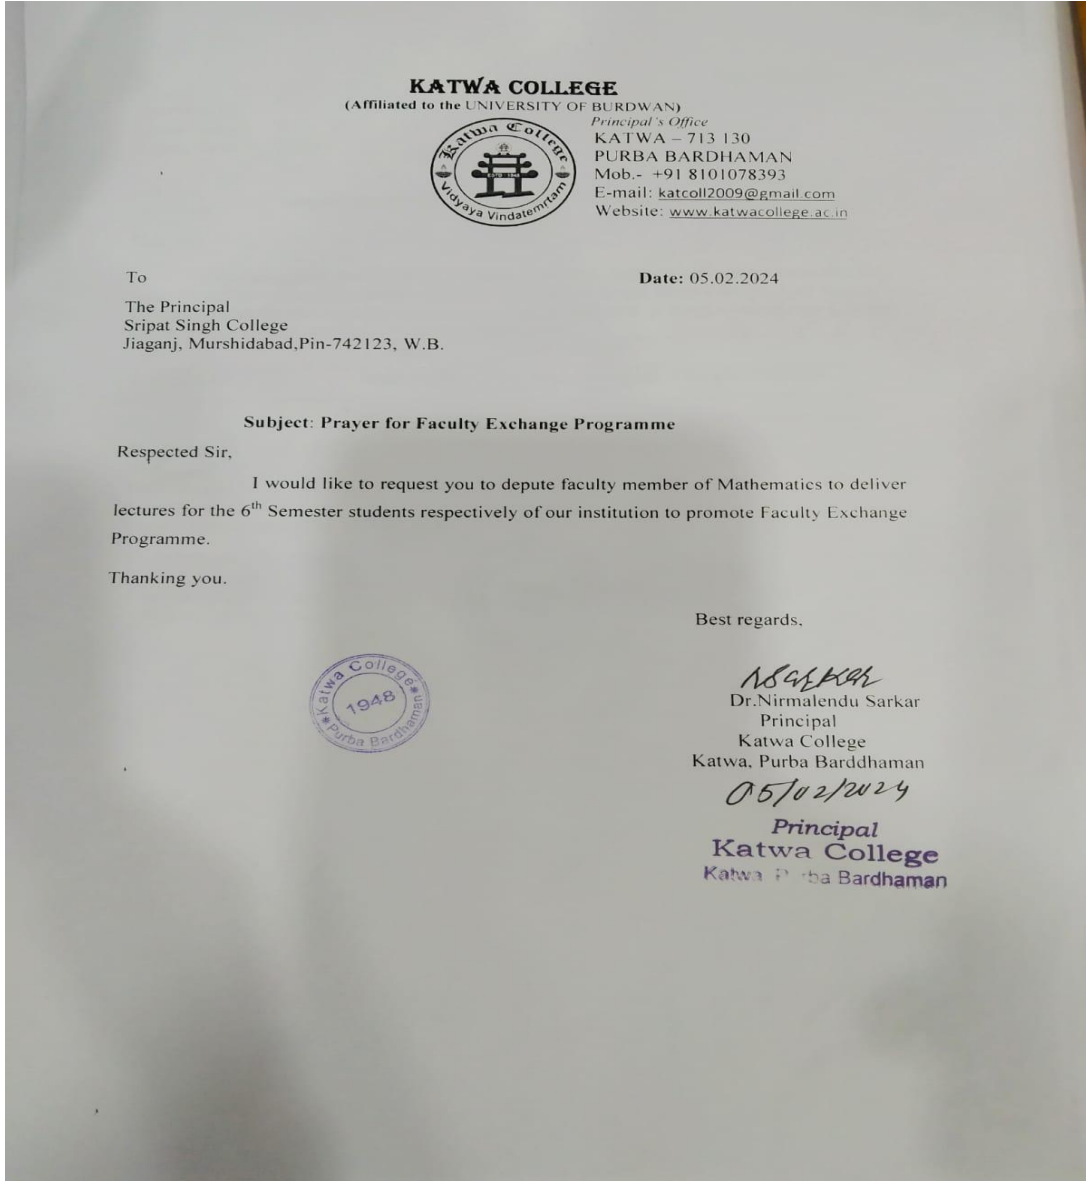 KATWA COLLEGE
(Affiliated to the UNIVERSITY OF BURDWAN)
Katwa College
ESTD 1948
Vidyaya Vindatemrtam
Principal's Office
KATWA – 713 130
PURBA BARDHAMAN
Mob.- +91 8101078393
E-mail: katcoll2009@gmail.com
Website: www.katwacollege.ac.in
To
Date: 05.02.2024
The Principal
Sripat Singh College
Jiaganj, Murshidabad,Pin-742123, W.B.
Subject: Prayer for Faculty Exchange Programme
Respected Sir,
I would like to request you to depute faculty member of Mathematics to deliver
lectures for the 6th Semester students respectively of our institution to promote Faculty Exchange
Programme.
Thanking you.
Best regards,
Katwa College
1948
Purba Bardhaman
NSarkar
Dr.Nirmalendu Sarkar
Principal
Katwa College
Katwa, Purba Barddhaman
05/02/2024
Principal
Katwa College
Katwa Purba Bardhaman